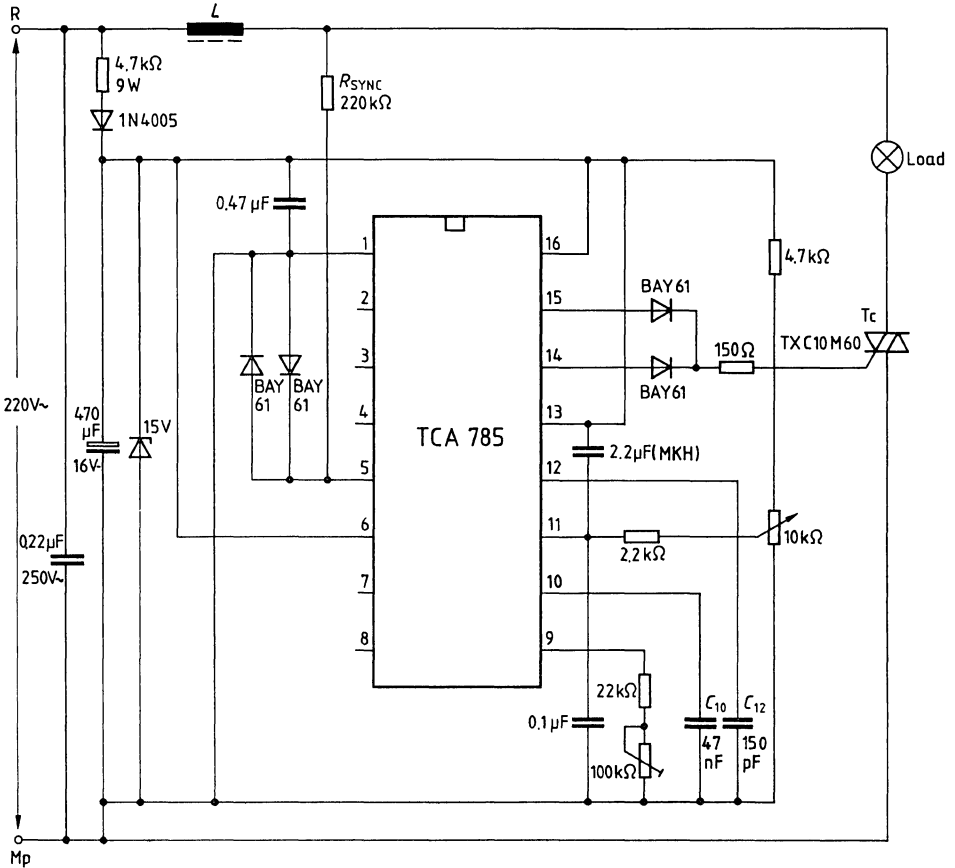 R
L
4.7kΩ
9W
1N4005
RSYNC
220kΩ
Load
0.47µF
1
16
4.7kΩ
2
15
BAY61
Tc
TXC10M60
3
14
150Ω
BAY61
BAY
61
BAY
61
220V~
470
µF
16V-
15V
4
13
TCA 785
2.2µF(MKH)
5
12
6
11
2.2kΩ
10kΩ
0.22µF
250V~
7
10
8
9
22kΩ
0.1µF
C10
47
nF
C12
150
pF
100kΩ
Mp